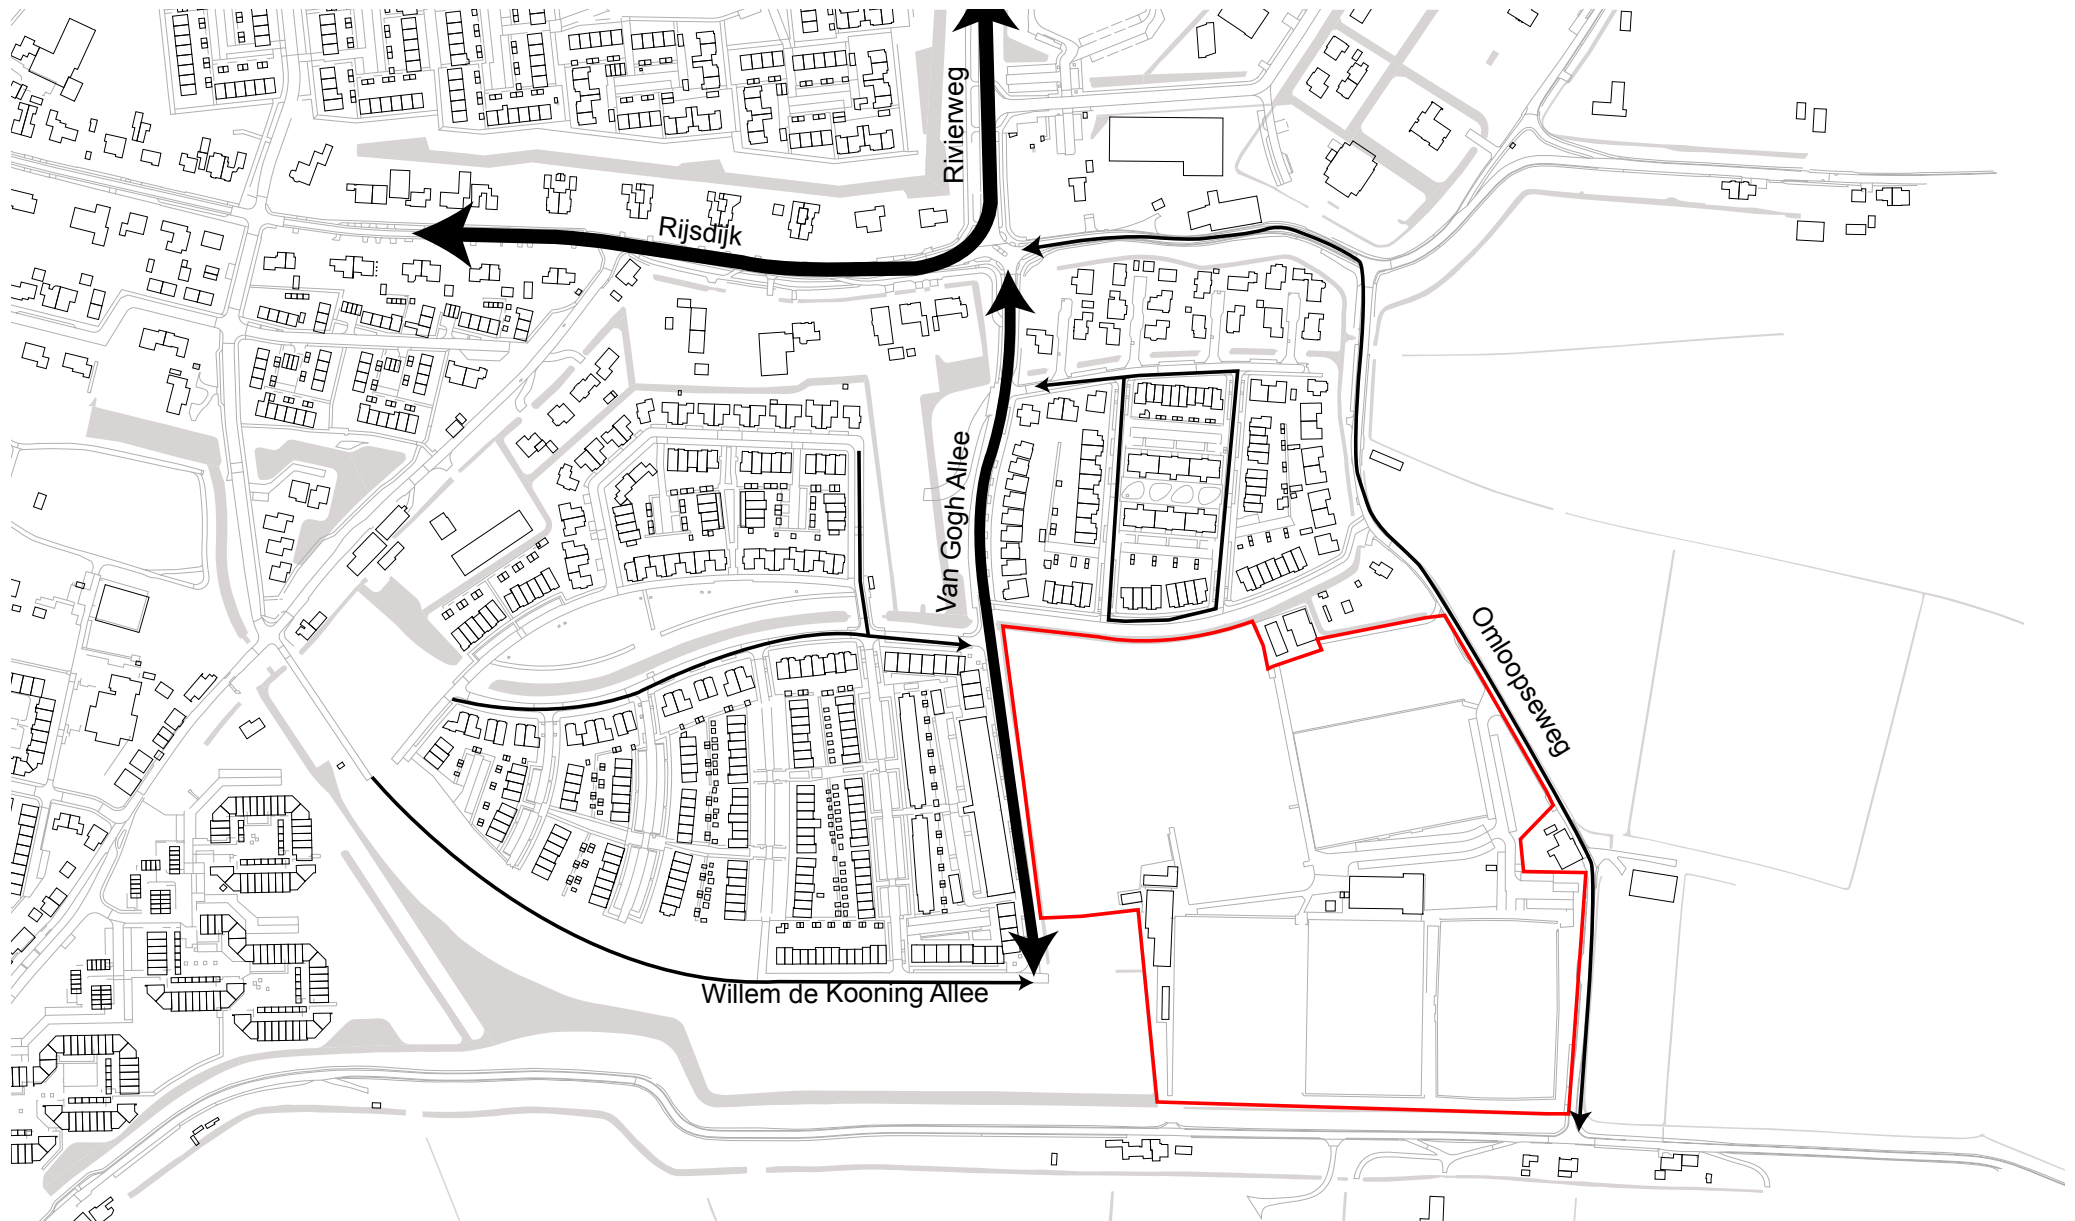 Rivierweg
Rijsdijk
Van Gogh Allee
Omloopseweg
Willem de Kooning Allee